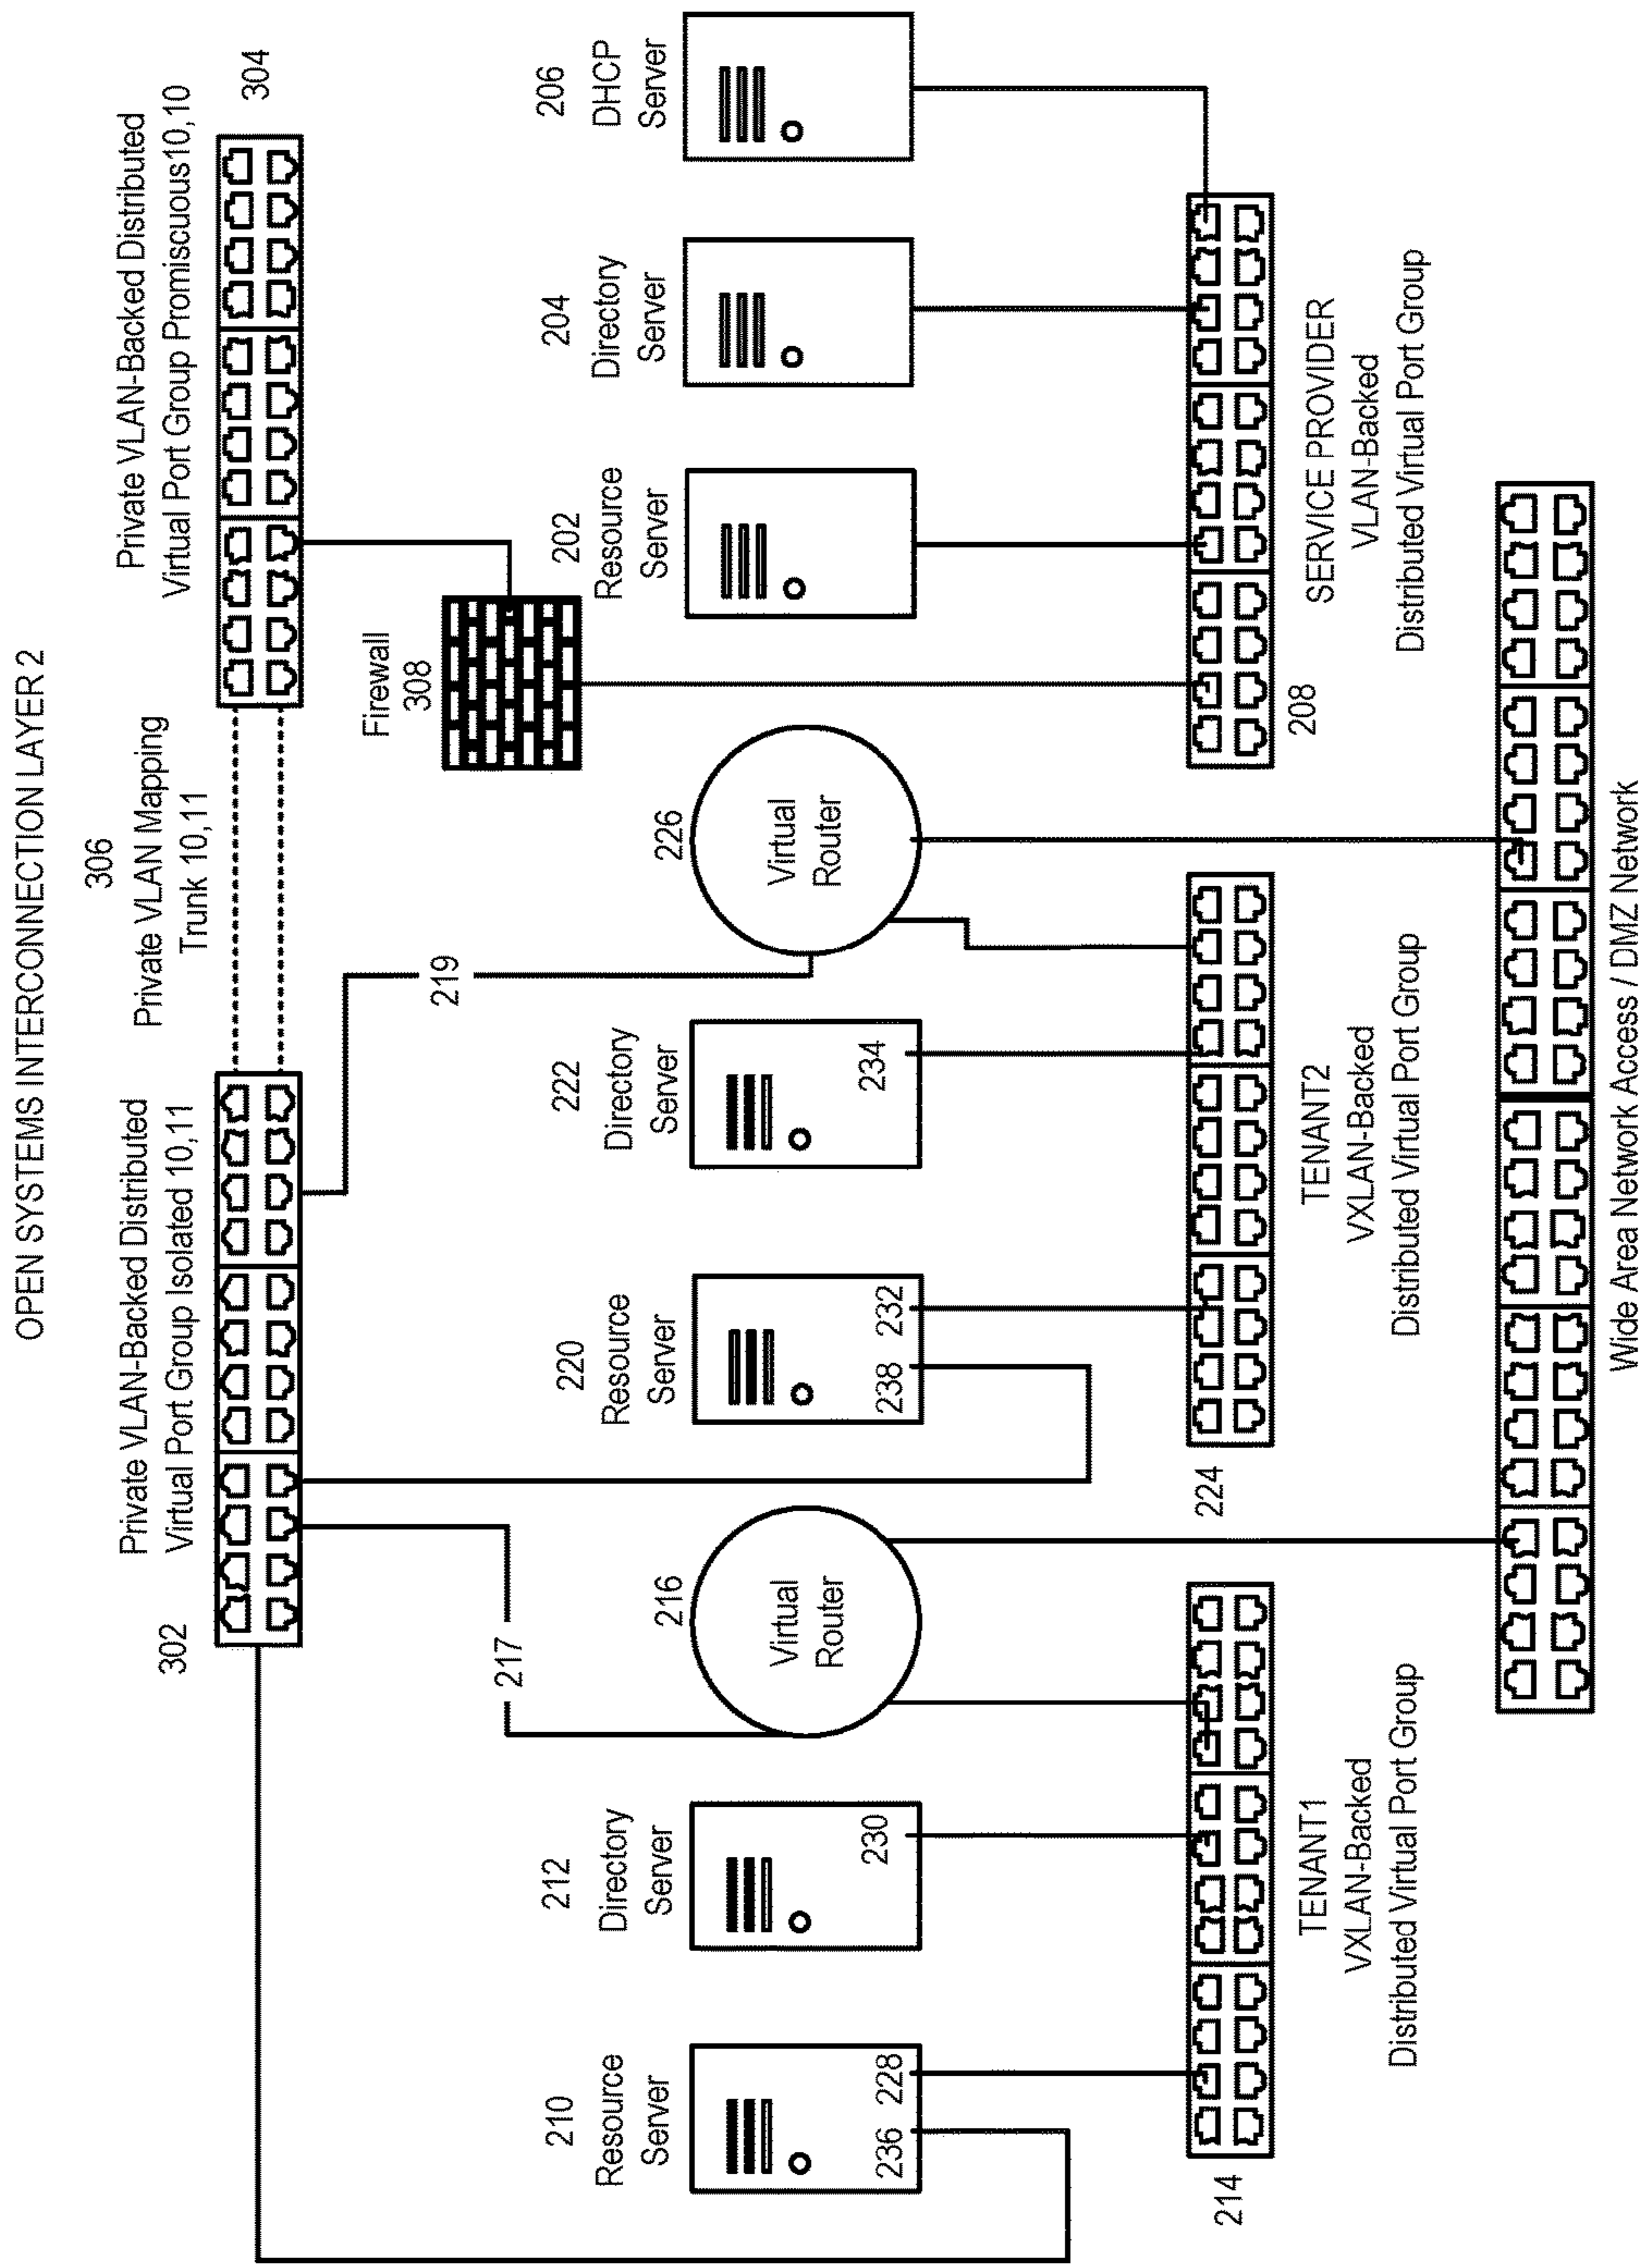 OPEN SYSTEMS INTERCONNECTION LAYER 2
302
Private VLAN-Backed Distributed
Virtual Port Group Isolated 10,11
306
Private VLAN Mapping
Trunk 10,11
Private VLAN-Backed Distributed
Virtual Port Group Promiscuous10,10
304
217
219
Firewall
308
210
Resource
Server
236
228
212
Directory
Server
230
216
Virtual
Router
220
Resource
Server
238
232
222
Directory
Server
234
226
Virtual
Router
202
Resource
Server
204
Directory
Server
206
DHCP
Server
214
TENANT1
VXLAN-Backed
Distributed Virtual Port Group
224
TENANT2
VXLAN-Backed
Distributed Virtual Port Group
208
SERVICE PROVIDER
VLAN-Backed
Distributed Virtual Port Group
Wide Area Network Access / DMZ Network